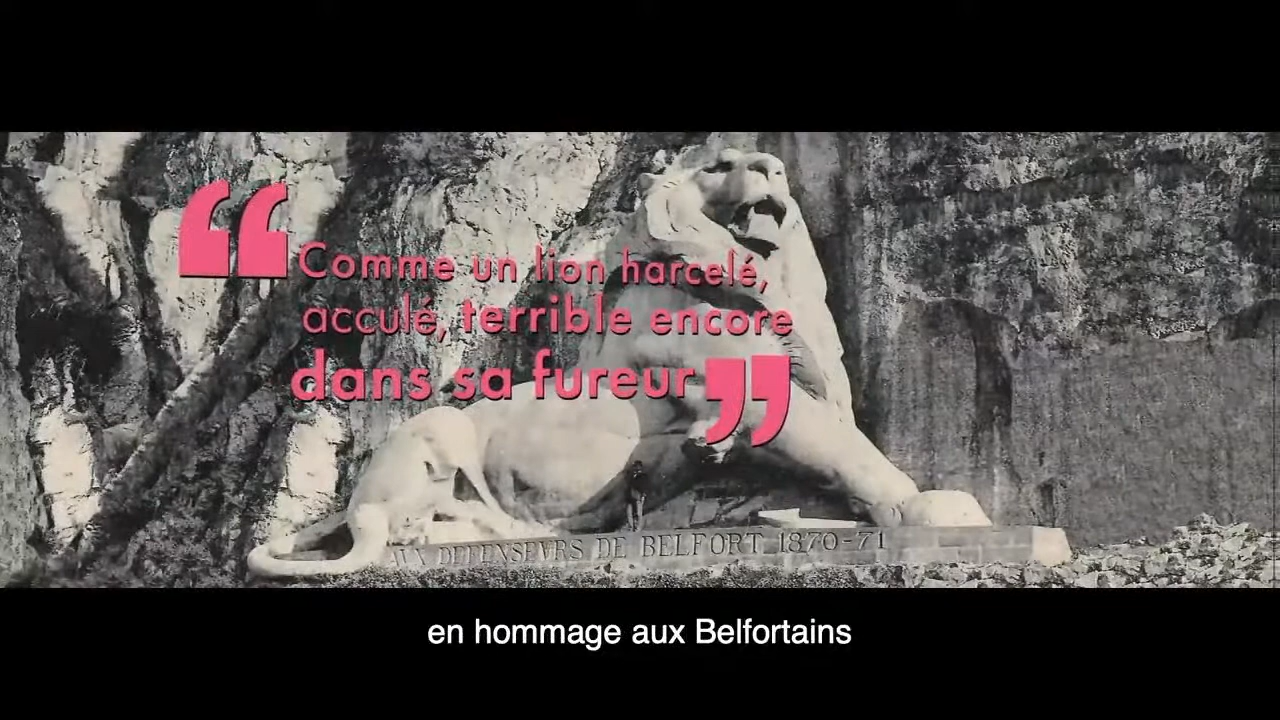 “Comme un lion harcelé,
acculé, terrible encore
dans sa fureur”
AUX DEFENSEVRS DE BELFORT 1870-71
en hommage aux Belfortains